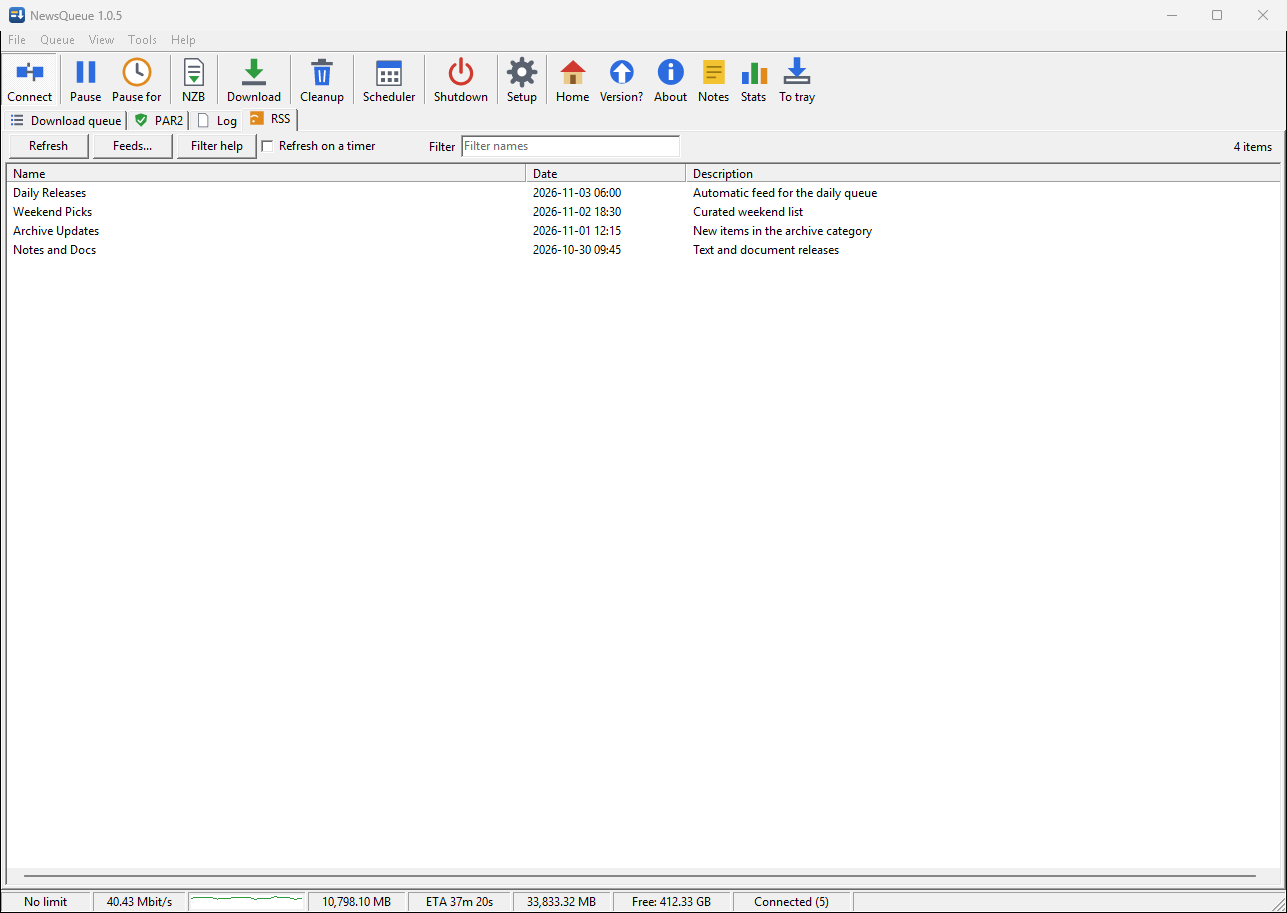 NewsQueue 1.0.5
File Queue View Tools Help
Connect Pause Pause for NZB Download Cleanup Scheduler Shutdown Setup Home Version? About Notes Stats To tray
Download queue PAR2 Log RSS
Refresh Feeds... Filter help Refresh on a timer Filter Filter names 4 items
Name Date Description
Daily Releases 2026-11-03 06:00 Automatic feed for the daily queue
Weekend Picks 2026-11-02 18:30 Curated weekend list
Archive Updates 2026-11-01 12:15 New items in the archive category
Notes and Docs 2026-10-30 09:45 Text and document releases
No limit 40.43 Mbit/s 10,798.10 MB ETA 37m 20s 33,833.32 MB Free: 412.33 GB Connected (5)